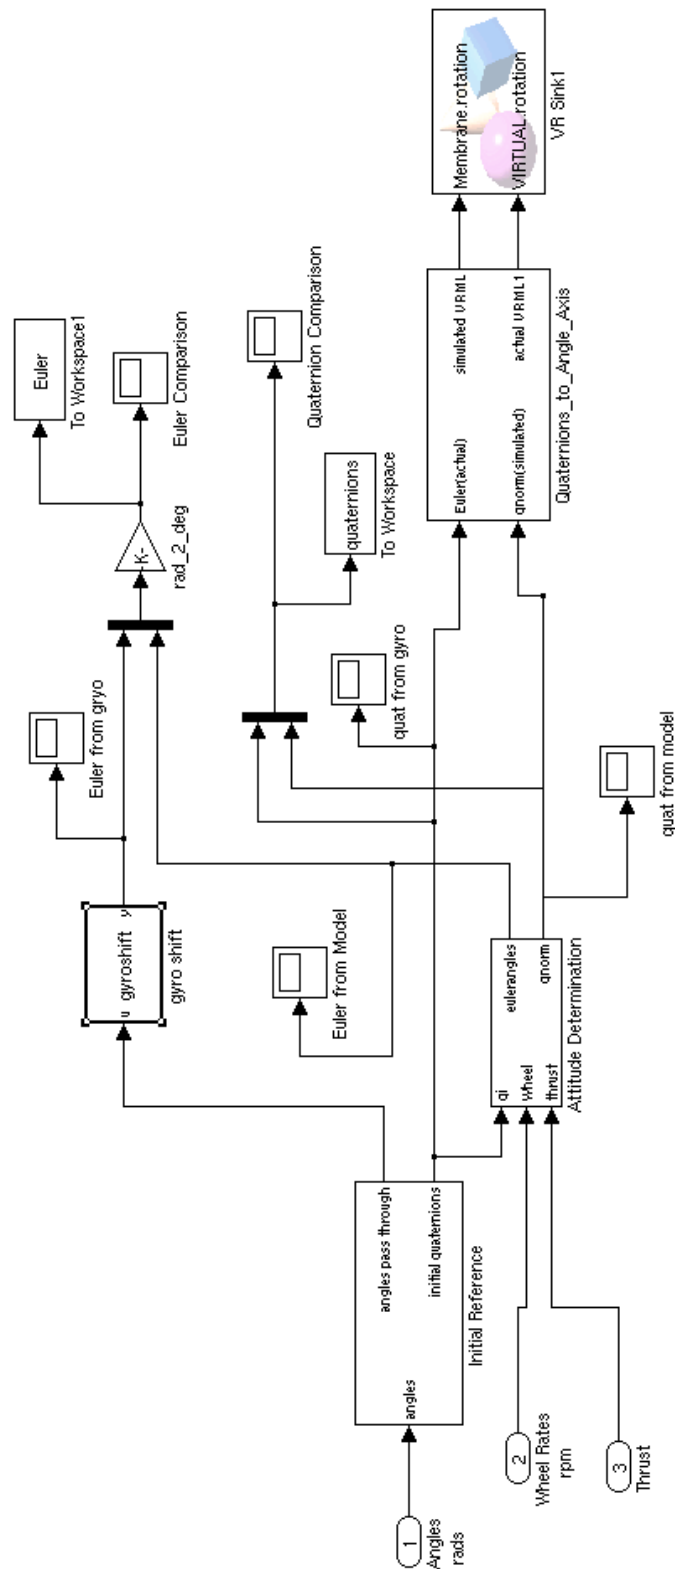 1
Angles
rads
2
Wheel Rates
rpm
3
Thrust
angles
angles pass through
initial quaternions
Initial Reference
u gyroshift y
gyro shift
Euler from gryo
Euler from Model
qi
Wheel
thrust
eulerangles
qnorm
Attitude Determination
quat from gyro
quat from model
-K-
rad_2_deg
Euler
To Workspace1
Euler Comparison
quaternions
To Workspace
Quaternion Comparison
Euler(actual)
simulated VRML
qnorm(simulated)
actual VRML1
Quaternions_to_Angle_Axis
Membrane.rotation
VIRTUAL.rotation
VR Sink1